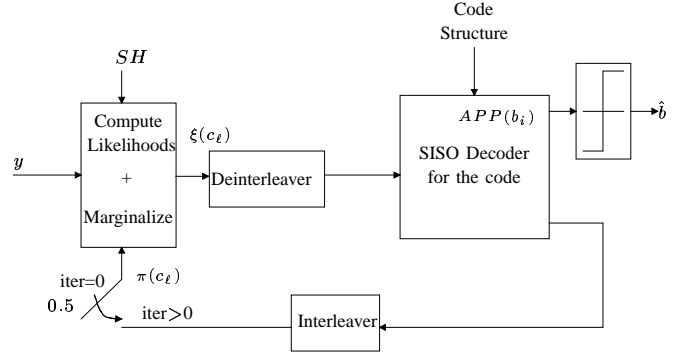 Code
Structure
SH
Compute
Likelihoods
+
Marginalize
y
ξ(c_ℓ)
Deinterleaver
APP(b_i)
SISO Decoder
for the code
b̂
iter=0
π(c_ℓ)
0.5
iter>0
Interleaver